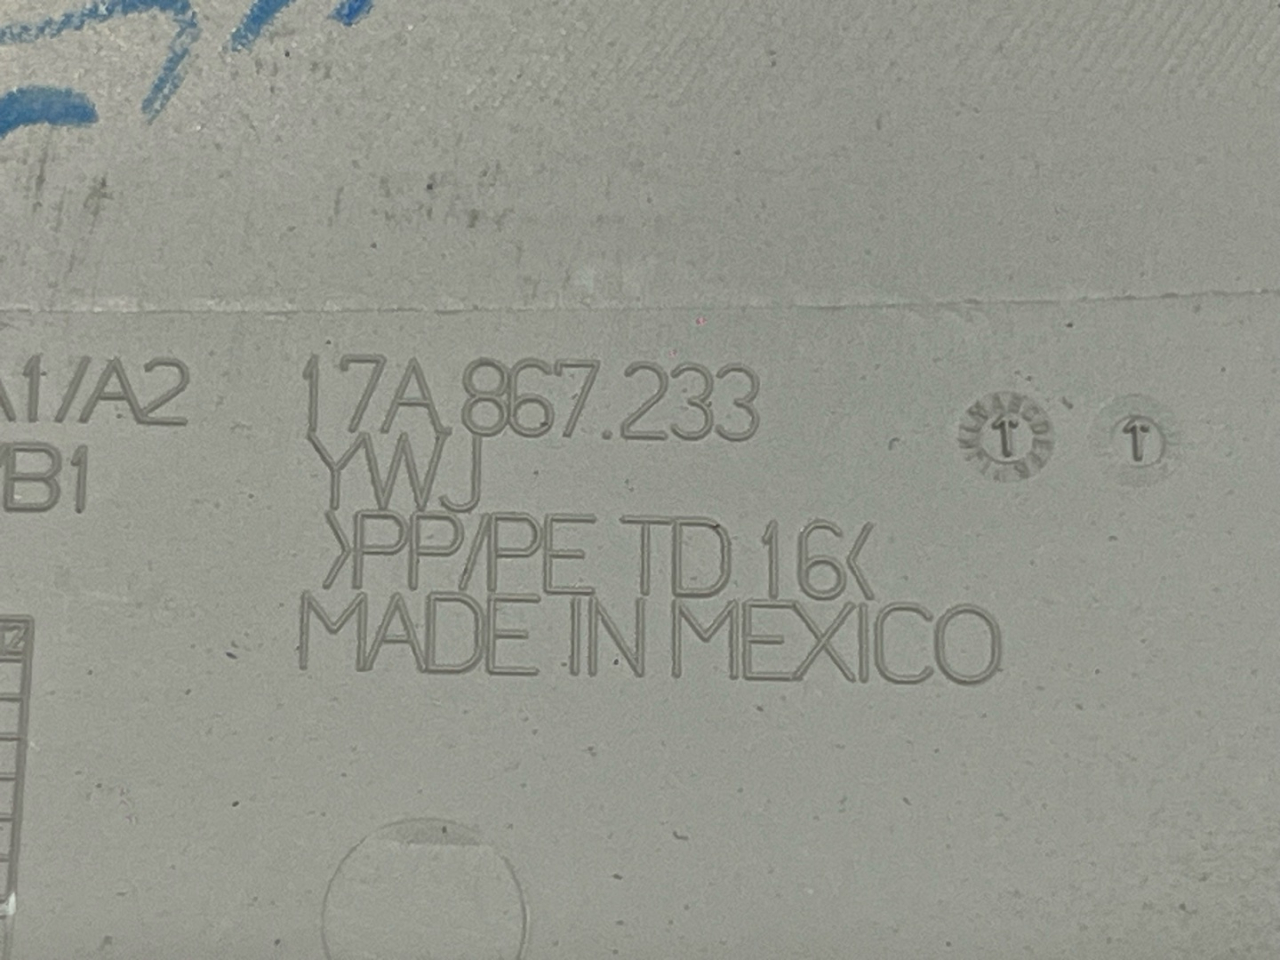 A1/A2
17A.867.233
B1
YWJ
>PP/PE TD 16<
MADE IN MEXICO